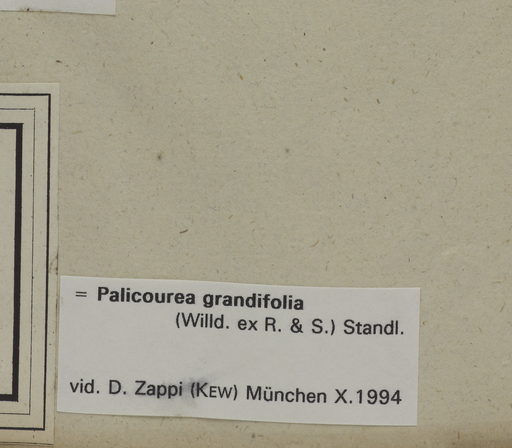 = Palicourea grandifolia
(Willd. ex R. & S.) Standl.
vid. D. Zappi (KEW) München X.1994